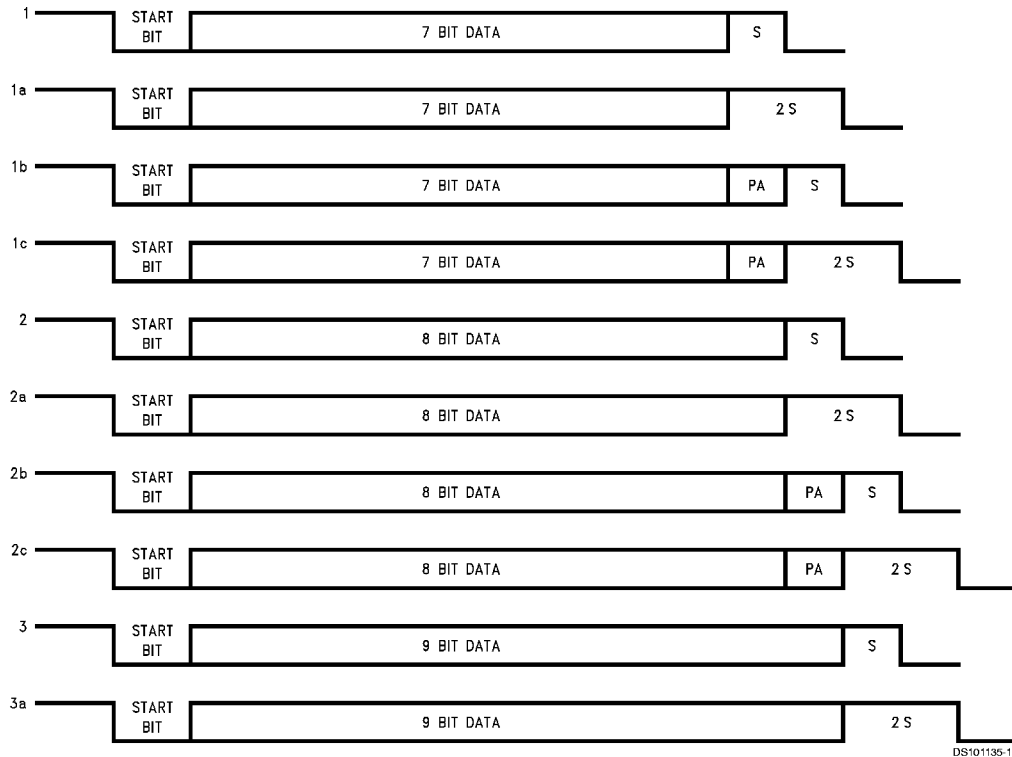 1 START BIT 7 BIT DATA S
1a START BIT 7 BIT DATA 2 S
1b START BIT 7 BIT DATA PA S
1c START BIT 7 BIT DATA PA 2 S
2 START BIT 8 BIT DATA S
2a START BIT 8 BIT DATA 2 S
2b START BIT 8 BIT DATA PA S
2c START BIT 8 BIT DATA PA 2 S
3 START BIT 9 BIT DATA S
3a START BIT 9 BIT DATA 2 S
DS101135-1